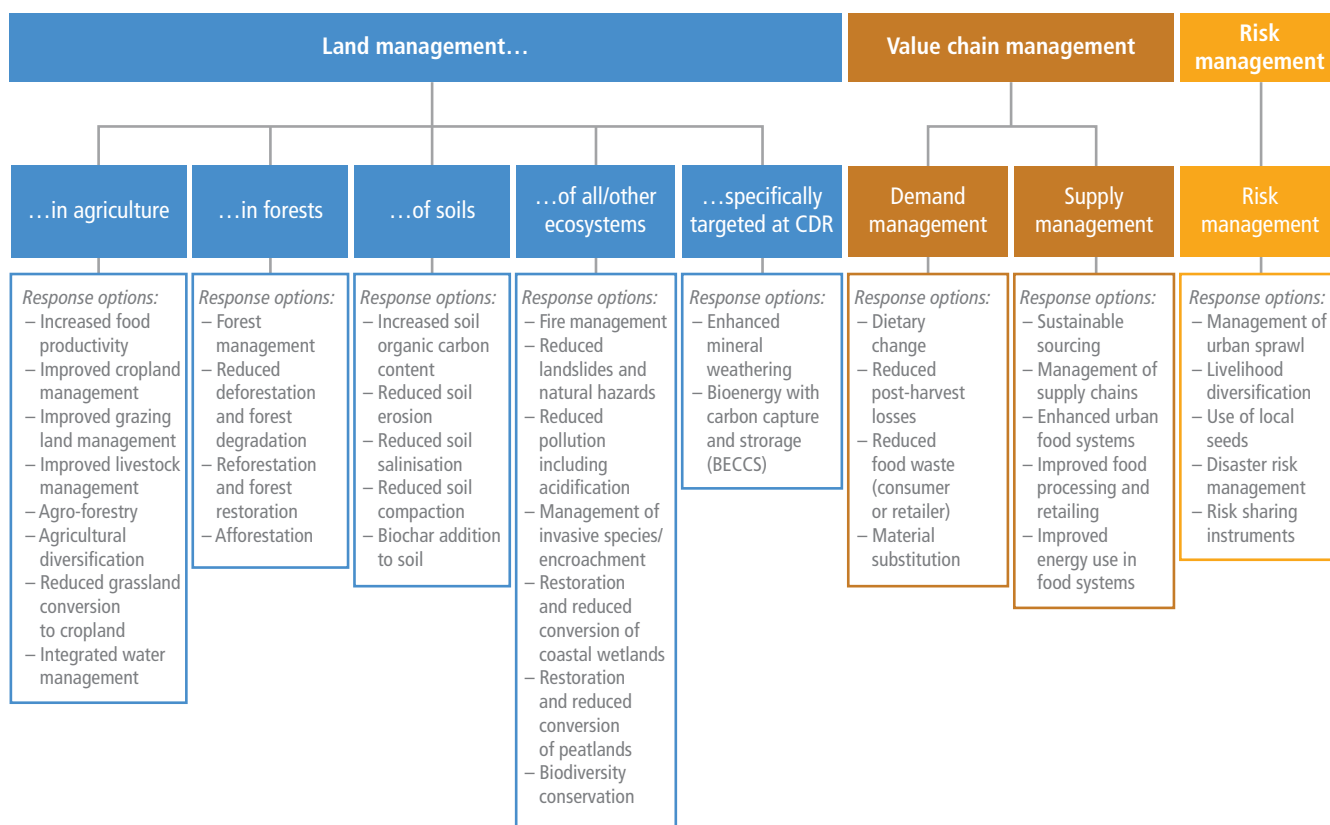 Land management…
Value chain management
Risk
management
…in agriculture
…in forests
…of soils
…of all/other
ecosystems
…specifically
targeted at CDR
Demand
management
Supply
management
Risk
management
Response options:
– Increased food
productivity
– Improved cropland
management
– Improved grazing
land management
– Improved livestock
management
– Agro-forestry
– Agricultural
diversification
– Reduced grassland
conversion
to cropland
– Integrated water
management
Response options:
– Forest
management
– Reduced
deforestation
and forest
degradation
– Reforestation
and forest
restoration
– Afforestation
Response options:
– Increased soil
organic carbon
content
– Reduced soil
erosion
– Reduced soil
salinisation
– Reduced soil
compaction
– Biochar addition
to soil
Response options:
– Fire management
– Reduced
landslides and
natural hazards
– Reduced
pollution
including
acidification
– Management of
invasive species/
encroachment
– Restoration
and reduced
conversion of
coastal wetlands
– Restoration
and reduced
conversion
of peatlands
– Biodiversity
conservation
Response options:
– Enhanced
mineral
weathering
– Bioenergy with
carbon capture
and strorage
(BECCS)
Response options:
– Dietary
change
– Reduced
post-harvest
losses
– Reduced
food waste
(consumer
or retailer)
– Material
substitution
Response options:
– Sustainable
sourcing
– Management of
supply chains
– Enhanced urban
food systems
– Improved food
processing and
retailing
– Improved
energy use in
food systems
Response options:
– Management of
urban sprawl
– Livelihood
diversification
– Use of local
seeds
– Disaster risk
management
– Risk sharing
instruments